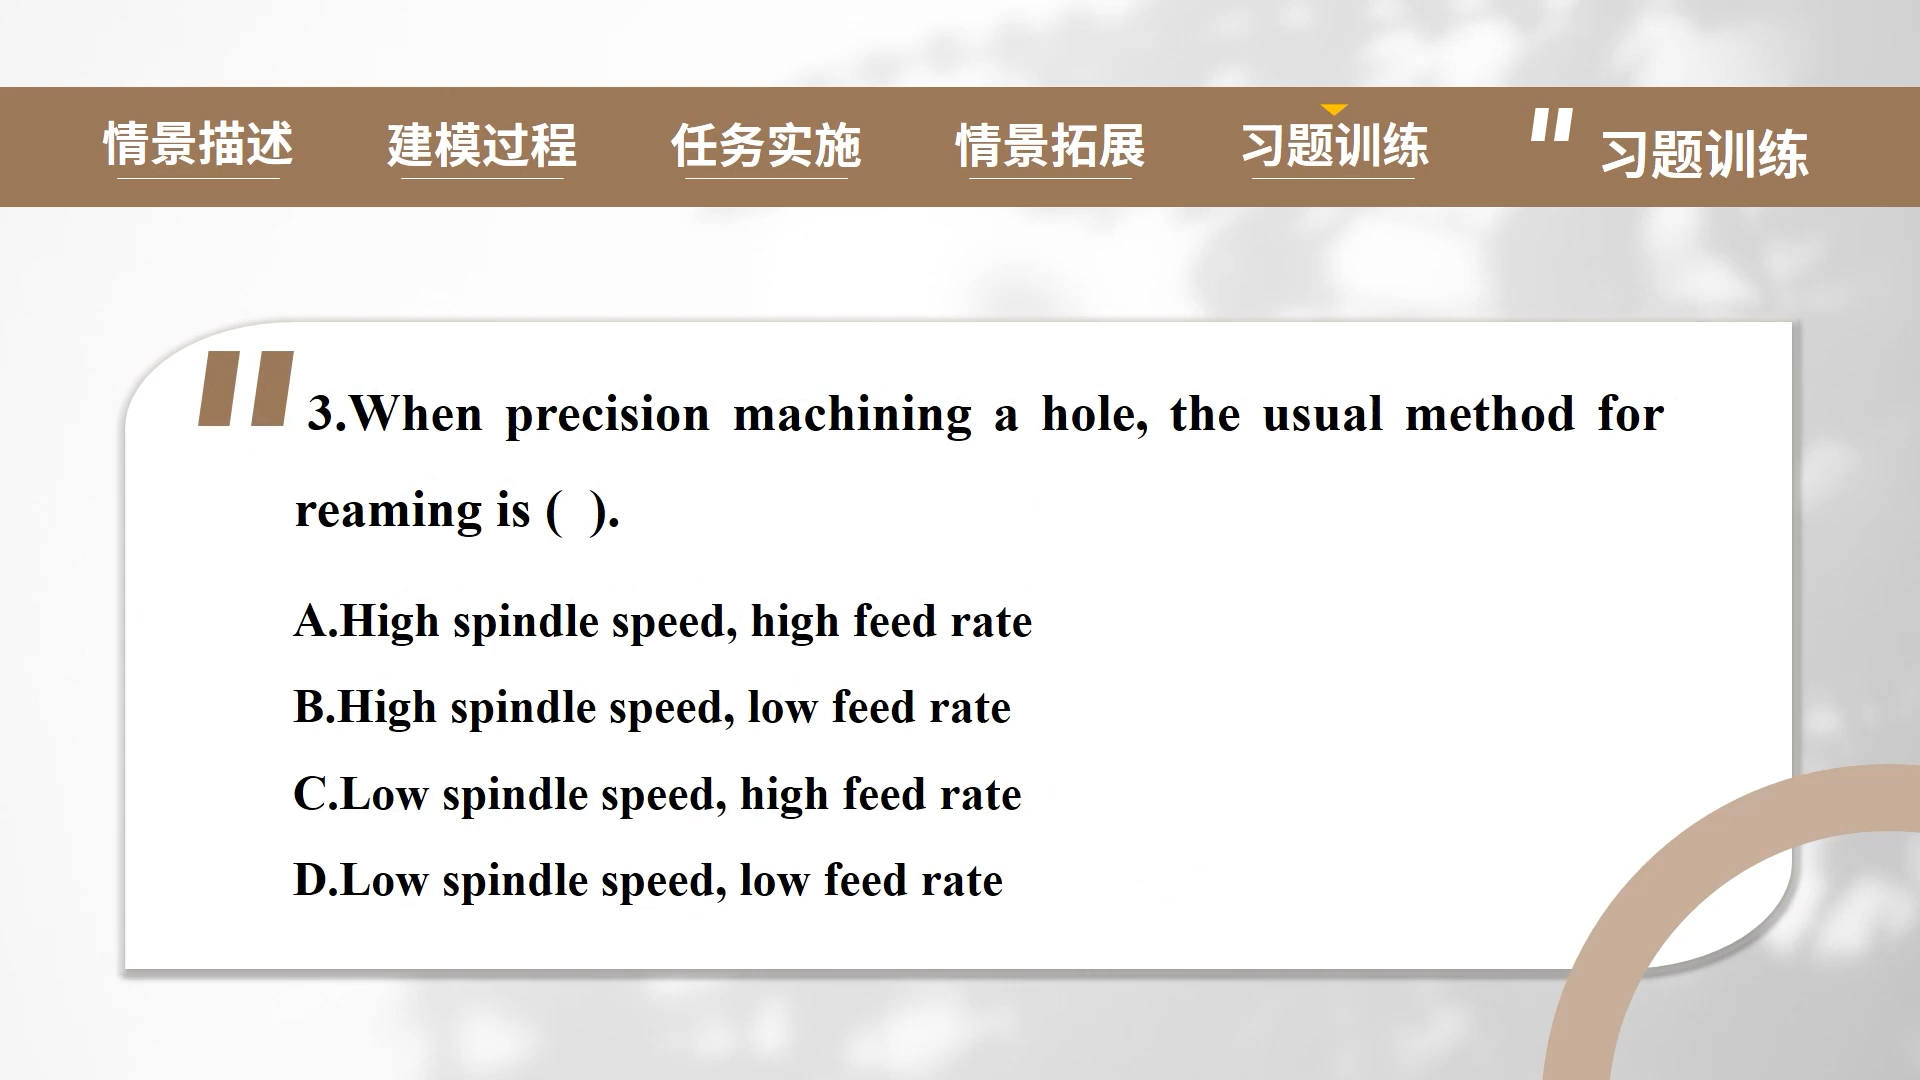 情景描述 建模过程 任务实施 情景拓展 习题训练 " 习题训练
" 3.When precision machining a hole, the usual method for
reaming is (  ).
A.High spindle speed, high feed rate
B.High spindle speed, low feed rate
C.Low spindle speed, high feed rate
D.Low spindle speed, low feed rate